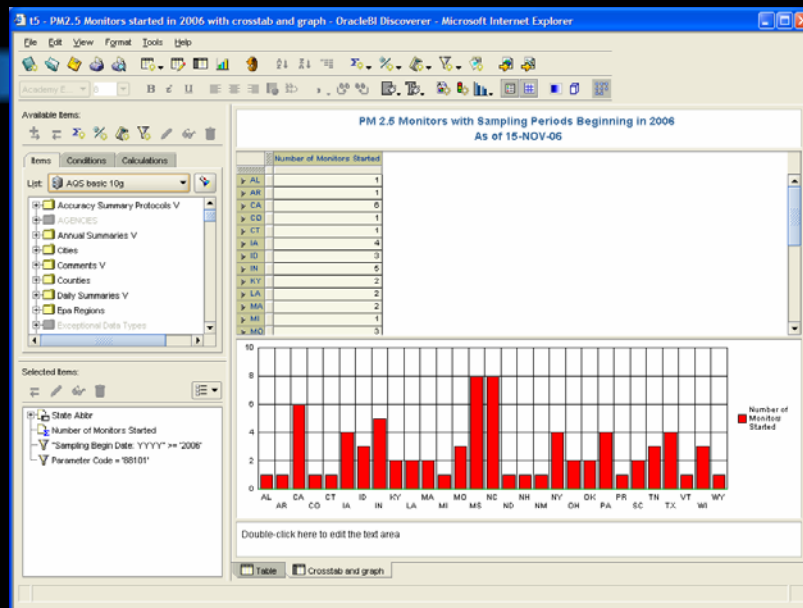 t5 - PM2.5 Monitors started in 2006 with crosstab and graph - OracleBI Discoverer - Microsoft Internet Explorer
File Edit View Format Tools Help
B I U
Available Items:
Items Conditions Calculations
List: AQS basic 10g
Accuracy Summary Protocols V
AGENCIES
Annual Summaries V
Cities
Comments V
Counties
Daily Summaries V
Epa Regions
Exceptional Data Types
Selected Items:
State Abbr
Number of Monitors Started
"Sampling Begin Date: YYYY" >= '2006'
Parameter Code = '88101'
PM 2.5 Monitors with Sampling Periods Beginning in 2006
As of 15-NOV-06
Number of Monitors Started
AL 1
AR 1
CA 6
CO 1
CT 1
IA 4
ID 3
IN 5
KY 2
LA 2
MA 2
MI 1
MO 3
10
8
6
4
2
0
AL CA CT ID KY MA MO NC NH NY OK PR TN VT WY
AR CO IA IN LA MI MS ND NM OH PA SC TX WI
Number of
Monitors
Started
Double-click here to edit the text area
Table Crosstab and graph